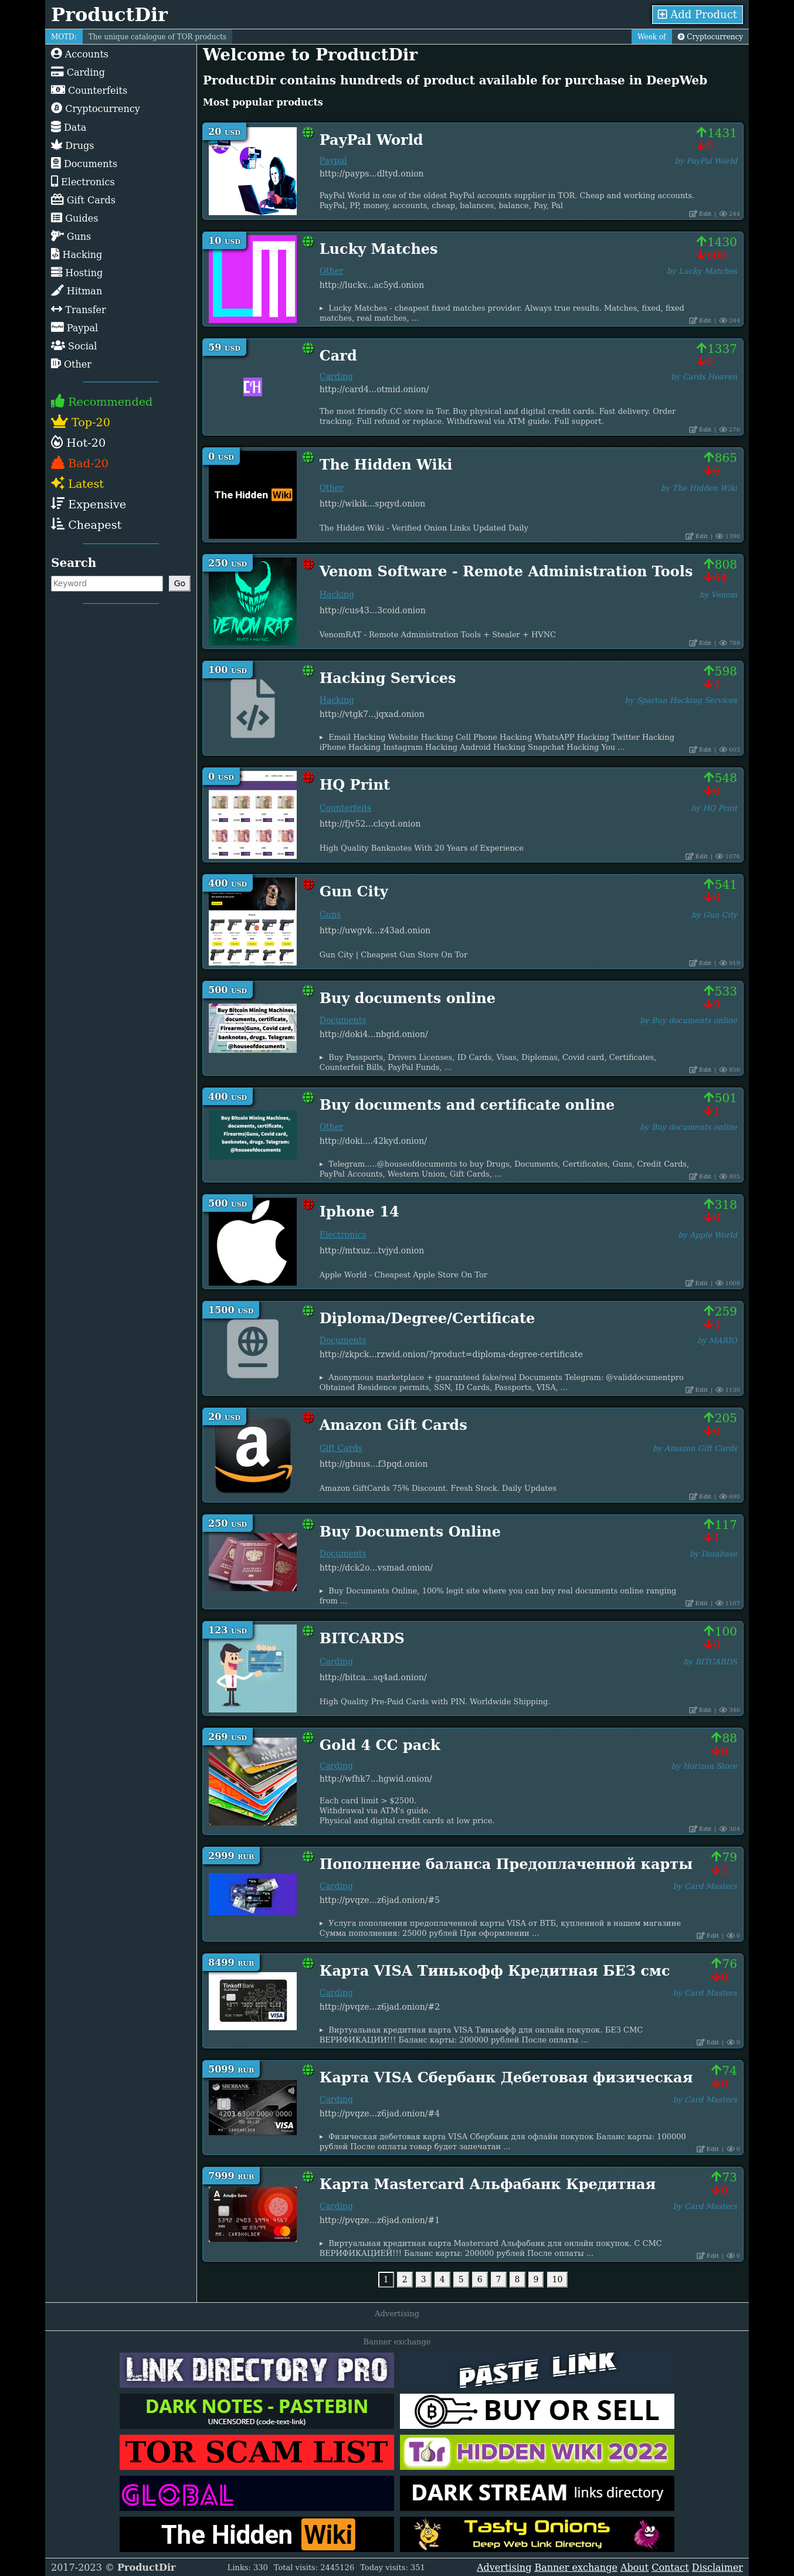 ProductDir
Add Product
MOTD: The unique catalogue of TOR products
Week of Cryptocurrency
Accounts
Carding
Counterfeits
Cryptocurrency
Data
Drugs
Documents
Electronics
Gift Cards
Guides
Guns
Hacking
Hosting
Hitman
Transfer
Paypal
Social
Other
Recommended
Top-20
Hot-20
Bad-20
Latest
Expensive
Cheapest
Search
Keyword Go
Welcome to ProductDir
ProductDir contains hundreds of product available for purchase in DeepWeb
Most popular products
20 USD
PayPal World
1431
Paypal
by PayPal World
http://payps...dltyd.onion
PayPal World in one of the oldest PayPal accounts supplier in TOR. Cheap and working accounts.
PayPal, PP, money, accounts, cheap, balances, balance, Pay, Pal
Edit | 244
10 USD
Lucky Matches
1430
Other
by Lucky Matches
http://luckv...ac5yd.onion
▸ Lucky Matches - cheapest fixed matches provider. Always true results. Matches, fixed, fixed
matches, real matches, ...
Edit | 244
59 USD
Card
1337
Carding
by Cards Heaven
http://card4...otmid.onion/
The most friendly CC store in Tor. Buy physical and digital credit cards. Fast delivery. Order
tracking. Full refund or replace. Withdrawal via ATM guide. Full support.
Edit | 276
0 USD
The Hidden Wiki
The Hidden Wiki
865
Other
by The Hidden Wiki
http://wikik...spqyd.onion
The Hidden Wiki - Verified Onion Links Updated Daily
Edit | 1390
250 USD
VENOM RAT
Venom Software - Remote Administration Tools
808
Hacking
by Venom
http://cus43...3coid.onion
VenomRAT - Remote Administration Tools + Stealer + HVNC
Edit | 788
100 USD
Hacking Services
598
Hacking
by Spartan Hacking Services
http://vtgk7...jqxad.onion
▸ Email Hacking Website Hacking Cell Phone Hacking WhatsAPP Hacking Twitter Hacking
iPhone Hacking Instagram Hacking Android Hacking Snapchat Hacking You ...
Edit | 603
0 USD
HQ Print
548
Counterfeits
by HQ Print
http://fjv52...clcyd.onion
High Quality Banknotes With 20 Years of Experience
Edit | 1076
400 USD
Gun City
541
Guns
by Gun City
http://uwgvk...z43ad.onion
Gun City | Cheapest Gun Store On Tor
Edit | 919
500 USD
Buy Bitcoin Mining Machines,
documents, certificate,
Firearms|Guns, Covid card,
banknotes, drugs. Telegram:
@houseofdocuments
Buy documents online
533
Documents
by Buy documents online
http://doki4...nbgid.onion/
▸ Buy Passports, Drivers Licenses, ID Cards, Visas, Diplomas, Covid card, Certificates,
Counterfeit Bills, PayPal Funds, ...
Edit | 856
400 USD
Buy Bitcoin Mining Machines,
documents, certificate,
Firearms|Guns, Covid card,
banknotes, drugs. Telegram:
@houseofdocuments
Buy documents and certificate online
501
Other
by Buy documents online
http://doki....42kyd.onion/
▸ Telegram.....@houseofdocuments to buy Drugs, Documents, Certificates, Guns, Credit Cards,
PayPal Accounts, Western Union, Gift Cards, ...
Edit | 885
500 USD
Iphone 14
318
Electronics
by Apple World
http://mtxuz...tvjyd.onion
Apple World - Cheapest Apple Store On Tor
Edit | 1008
1500 USD
Diploma/Degree/Certificate
259
Documents
by MARIO
http://zkpck...rzwid.onion/?product=diploma-degree-certificate
▸ Anonymous marketplace + guaranteed fake/real Documents Telegram: @validdocumentpro
Obtained Residence permits, SSN, ID Cards, Passports, VISA, ...
Edit | 1130
20 USD
Amazon Gift Cards
205
Gift Cards
by Amazon Gift Cards
http://gbuus...f3pqd.onion
Amazon GiftCards 75% Discount. Fresh Stock. Daily Updates
Edit | 690
250 USD
Buy Documents Online
117
Documents
by Database
http://dck2o...vsmad.onion/
▸ Buy Documents Online, 100% legit site where you can buy real documents online ranging
from ...
Edit | 1107
123 USD
BITCARDS
100
Carding
by BITCARDS
http://bitca...sq4ad.onion/
High Quality Pre-Paid Cards with PIN. Worldwide Shipping.
Edit | 346
269 USD
Gold 4 CC pack
88
Carding
by Horizon Store
http://wfhk7...hgwid.onion/
Each card limit > $2500.
Withdrawal via ATM's guide.
Physical and digital credit cards at low price.
Edit | 304
2999 RUB
Пополнение баланса Предоплаченной карты
79
Carding
by Card Masters
http://pvqze...z6jad.onion/#5
▸ Услуга пополнения предоплаченной карты VISA от ВТБ, купленной в нашем магазине
Сумма пополнения: 25000 рублей При оформлении ...
Edit | 0
8499 RUB
Карта VISA Тинькофф Кредитная БЕЗ смс
76
Carding
by Card Masters
http://pvqze...z6jad.onion/#2
▸ Виртуальная кредитная карта VISA Тинькофф для онлайн покупок. БЕЗ СМС
ВЕРИФИКАЦИИ!!! Баланс карты: 200000 рублей После оплаты ...
Edit | 0
5099 RUB
Карта VISA Сбербанк Дебетовая физическая
74
Carding
by Card Masters
http://pvqze...z6jad.onion/#4
▸ Физическая дебетовая карта VISA Сбербанк для офлайн покупок Баланс карты: 100000
рублей После оплаты товар будет запечатан ...
Edit | 0
7999 RUB
Карта Mastercard Альфабанк Кредитная
73
Carding
by Card Masters
http://pvqze...z6jad.onion/#1
▸ Виртуальная кредитная карта Mastercard Альфабанк для онлайн покупок. С СМС
ВЕРИФИКАЦИЕЙ!!! Баланс карты: 200000 рублей После оплаты ...
Edit | 0
1 2 3 4 5 6 7 8 9 10
Advertising
Banner exchange
LINK DIRECTORY PRO
PASTE LINK
DARK NOTES - PASTEBIN
UNCENSORED (code-text-link)
BUY OR SELL
TOR SCAM LIST
Tor HIDDEN WIKI 2022
GLOBAL
DARK STREAM links directory
The Hidden Wiki
Tasty Onions
Deep Web Link Directory
2017-2023 © ProductDir
Links: 330 Total visits: 2445126 Today visits: 351
Advertising Banner exchange About Contact Disclaimer